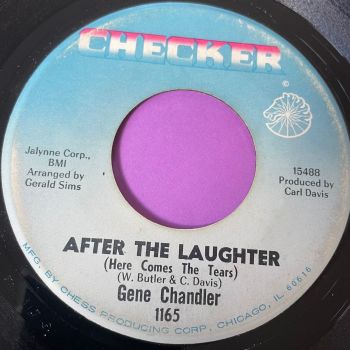 CHECKER
©
Jalynne Corp.,
BMI
Arranged by
Gerald Sims
15488
Produced by
Carl Davis
AFTER THE LAUGHTER
(Here Comes The Tears)
(W. Butler & C. Davis)
Gene Chandler
1165
MFG. BY CHESS PRODUCING CORP., CHICAGO, IL 60616